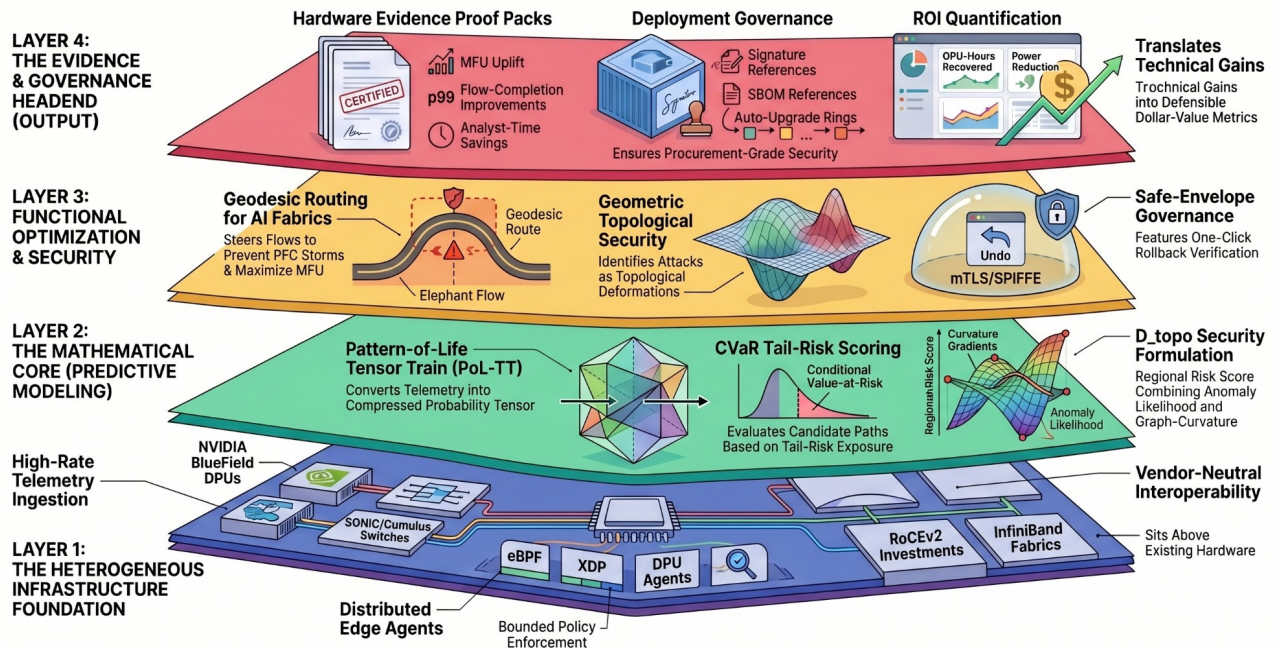 Hardware Evidence Proof Packs
Deployment Governance
ROI Quantification
LAYER 4:
THE EVIDENCE
& GOVERNANCE
HEADEND
(OUTPUT)
CERTIFIED
MFU Uplift
p99 Flow-Completion
Improvements
Analyst-Time
Savings
Signature
References
SBOM References
Auto-Upgrade Rings
...
Ensures Procurement-Grade Security
OPU-Hours
Recovered
Power
Reduction
$
Translates
Technical Gains
Trochnical Gains
into Defensible
Dollar-Value Metrics
LAYER 3:
FUNCTIONAL
OPTIMIZATION
& SECURITY
Geodesic Routing
for AI Fabrics
Steers Flows to
Prevent PFC Storms
& Maximize MFU
Geodesic
Route
Elephant Flow
Geometric
Topological
Security
Identifies Attacks
as Topological
Deformations
Undo
mTLS/SPIFFE
Safe-Envelope
Governance
Features One-Click
Rollback Verification
LAYER 2:
THE MATHEMATICAL
CORE (PREDICTIVE
MODELING)
Pattern-of-Life
Tensor Train (PoL-TT)
Converts Telemetry into
Compressed Probability Tensor
CVaR Tail-Risk Scoring
Conditional
Value-at-Risk
Evaluates Candidate Paths
Based on Tail-Risk Exposure
Curvature
Gradients
Anomaly
Likelihood
D_topo Security
Formulation
Regional Risk Score
Combining Anomaly
Likelihood and
Graph-Curvature
High-Rate
Telemetry
Ingestion
NVIDIA
BlueField
DPUs
SONIC/Cumulus
Switches
LAYER 1:
THE HETEROGENEOUS
INFRASTRUCTURE
FOUNDATION
eBPF
XDP
DPU
Agents
Distributed
Edge Agents
Bounded Policy
Enforcement
RoCEv2
Investments
InfiniBand
Fabrics
Vendor-Neutral
Interoperability
Sits Above
Existing Hardware